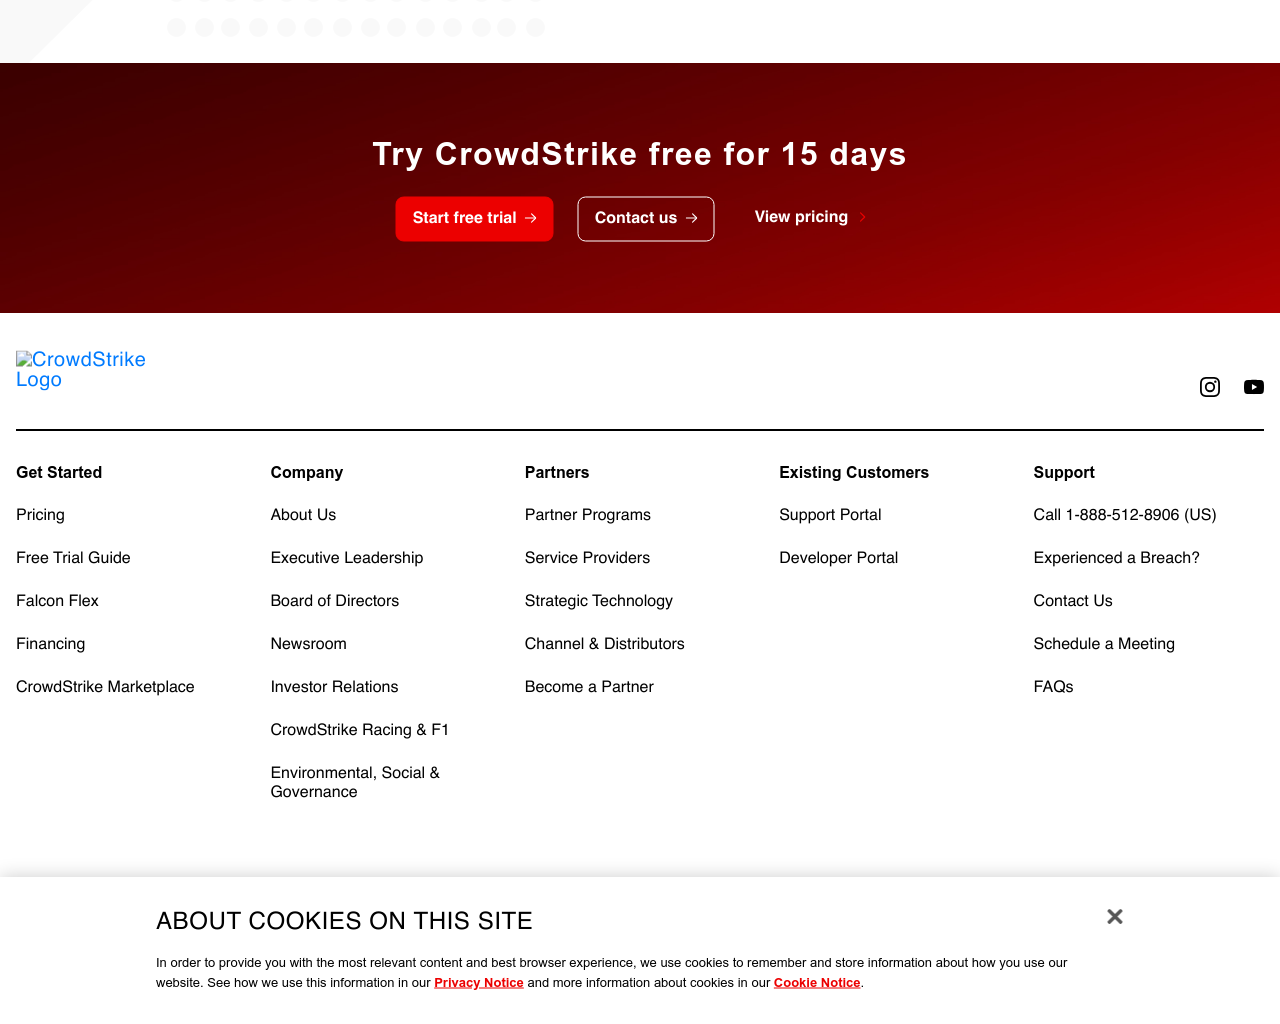 Try CrowdStrike free for 15 days
Start free trial
Contact us
View pricing
CrowdStrike
Logo
Get Started
Pricing
Free Trial Guide
Falcon Flex
Financing
CrowdStrike Marketplace
Company
About Us
Executive Leadership
Board of Directors
Newsroom
Investor Relations
CrowdStrike Racing & F1
Environmental, Social &
Governance
Partners
Partner Programs
Service Providers
Strategic Technology
Channel & Distributors
Become a Partner
Existing Customers
Support Portal
Developer Portal
Support
Call 1-888-512-8906 (US)
Experienced a Breach?
Contact Us
Schedule a Meeting
FAQs
ABOUT COOKIES ON THIS SITE
In order to provide you with the most relevant content and best browser experience, we use cookies to remember and store information about how you use our
website. See how we use this information in our Privacy Notice and more information about cookies in our Cookie Notice.